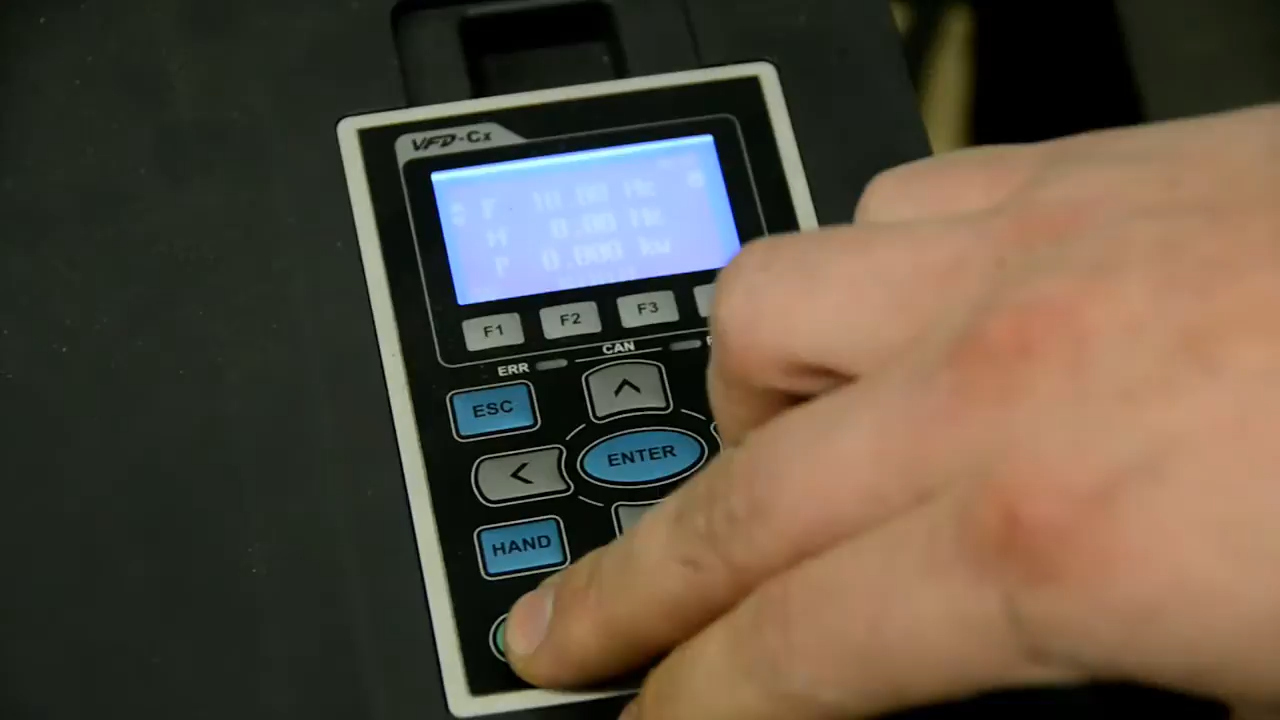 VFD-Cx
F 10.00 Hz
H 0.00 Hz
P 0.000 kw
F1 F2 F3
ERR CAN
ESC
ENTER
HAND